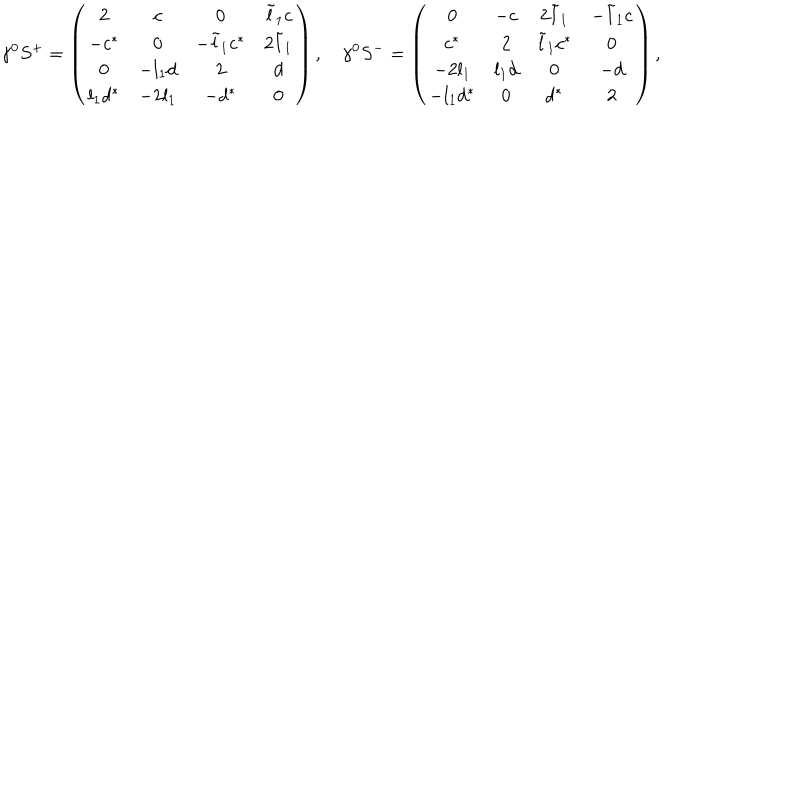 \gamma^0 S^+ = \begin{pmatrix} 2 & c & 0 & \tilde{l}_1 c \\ -c^* & 0 & -\tilde{l}_1 c^* & 2\tilde{l}_1 \\ 0 & -l_1 d & 2 & d \\ l_1 d^* & -2l_1 & -d^* & 0 \end{pmatrix}, \quad \gamma^0 S^- = \begin{pmatrix} 0 & -c & 2\tilde{l}_1 & -\tilde{l}_1 c \\ c^* & 2 & \tilde{l}_1 c^* & 0 \\ -2l_1 & l_1 d & 0 & -d \\ -l_1 d^* & 0 & d^* & 2 \end{pmatrix},